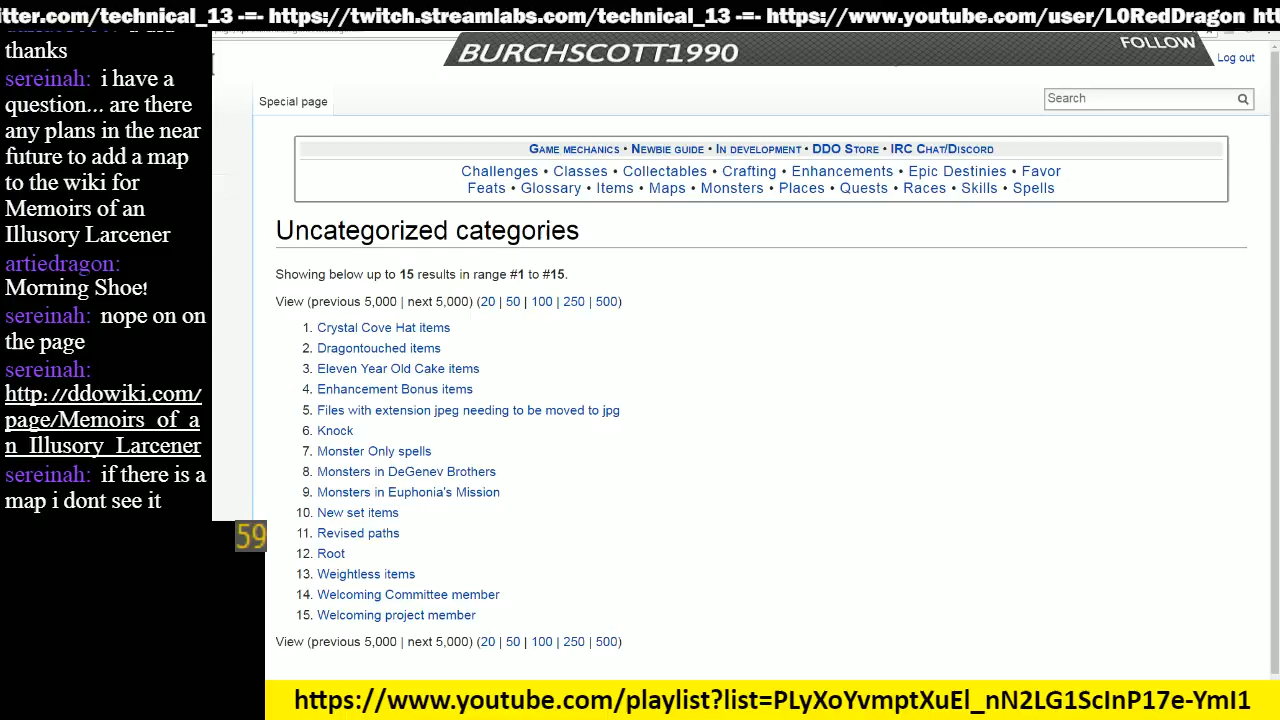 itter.com/technical_13 -=- https://twitch.streamlabs.com/technical_13 -=- https://www.youtube.com/user/L0RedDragon htt
thanks
sereinah: i have a
question... are there
any plans in the near
future to add a map
to the wiki for
Memoirs of an
Illusory Larcener
artiedragon:
Morning Shoe!
sereinah: nope on on
the page
sereinah:
http://ddowiki.com/
page/Memoirs_of_a
n_Illusory_Larcener
sereinah: if there is a
map i dont see it
59
BURCHSCOTT1990
FOLLOW
Log out
Special page
Search
Game mechanics • Newbie guide • In development • DDO Store • IRC Chat/Discord
Challenges • Classes • Collectables • Crafting • Enhancements • Epic Destinies • Favor
Feats • Glossary • Items • Maps • Monsters • Places • Quests • Races • Skills • Spells
Uncategorized categories
Showing below up to 15 results in range #1 to #15.
View (previous 5,000 | next 5,000) (20 | 50 | 100 | 250 | 500)
1. Crystal Cove Hat items
2. Dragontouched items
3. Eleven Year Old Cake items
4. Enhancement Bonus items
5. Files with extension jpeg needing to be moved to jpg
6. Knock
7. Monster Only spells
8. Monsters in DeGenev Brothers
9. Monsters in Euphonia's Mission
10. New set items
11. Revised paths
12. Root
13. Weightless items
14. Welcoming Committee member
15. Welcoming project member
View (previous 5,000 | next 5,000) (20 | 50 | 100 | 250 | 500)
https://www.youtube.com/playlist?list=PLyXoYvmptXuEl_nN2LG1ScInP17e-YmI1